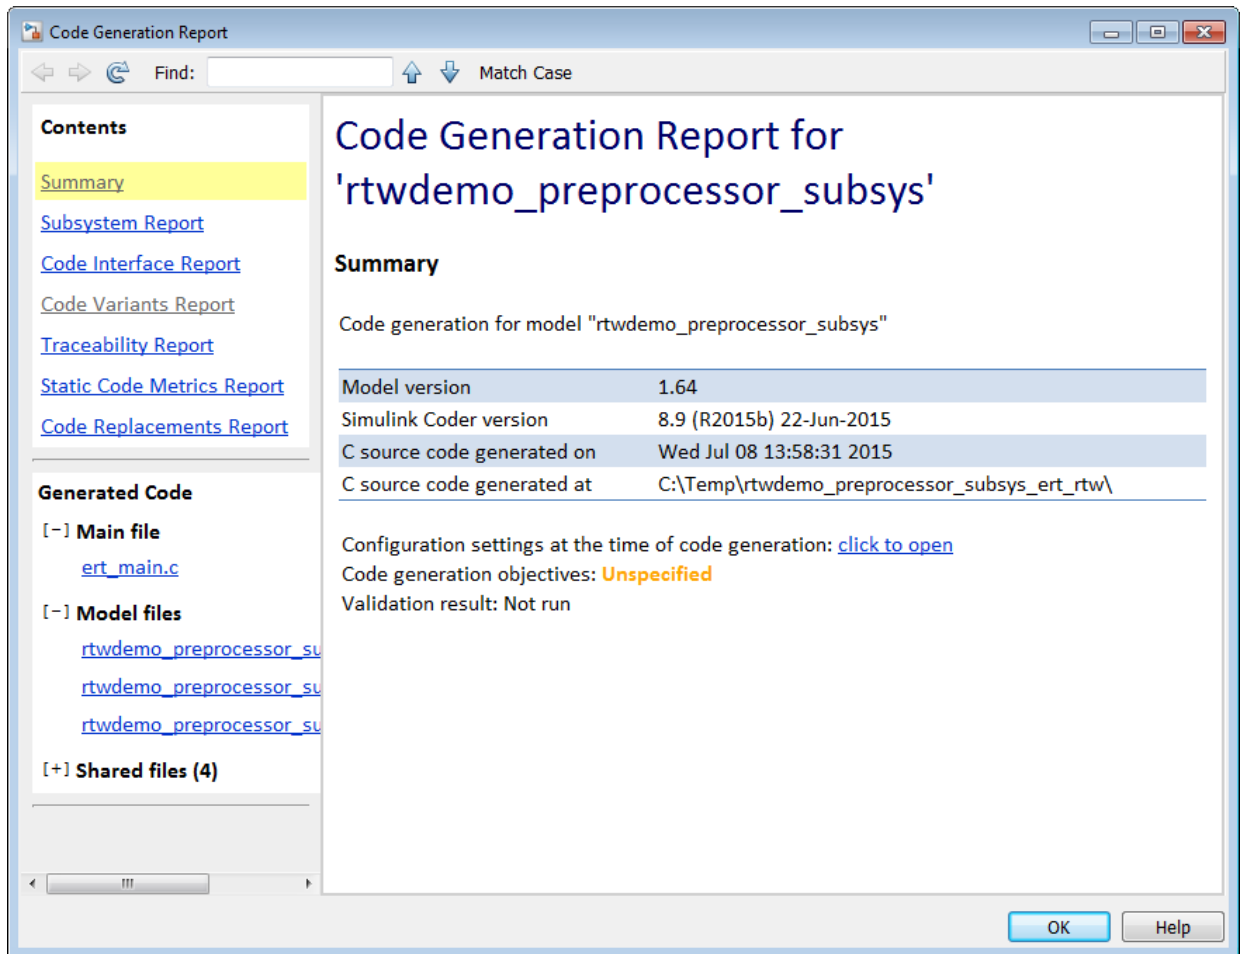 Code Generation Report
Find:
Match Case
Contents
Summary
Subsystem Report
Code Interface Report
Code Variants Report
Traceability Report
Static Code Metrics Report
Code Replacements Report
Generated Code
[-] Main file
ert_main.c
[-] Model files
rtwdemo_preprocessor_su
rtwdemo_preprocessor_su
rtwdemo_preprocessor_su
[+] Shared files (4)
Code Generation Report for
'rtwdemo_preprocessor_subsys'
Summary
Code generation for model "rtwdemo_preprocessor_subsys"
Model version 1.64
Simulink Coder version 8.9 (R2015b) 22-Jun-2015
C source code generated on Wed Jul 08 13:58:31 2015
C source code generated at C:\Temp\rtwdemo_preprocessor_subsys_ert_rtw\
Configuration settings at the time of code generation: click to open
Code generation objectives: Unspecified
Validation result: Not run
OK Help